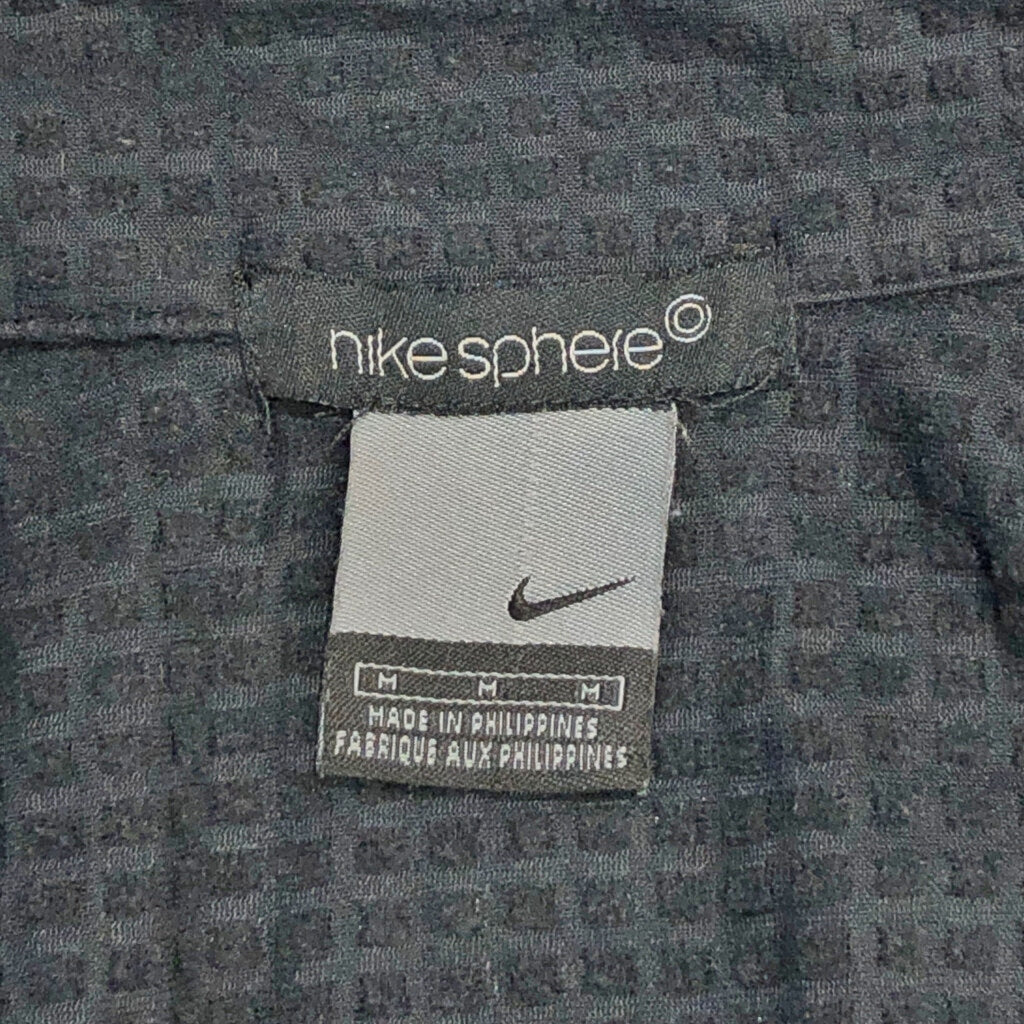 nike sphere©
M M M
MADE IN PHILIPPINES
FABRIQUE AUX PHILIPPINES